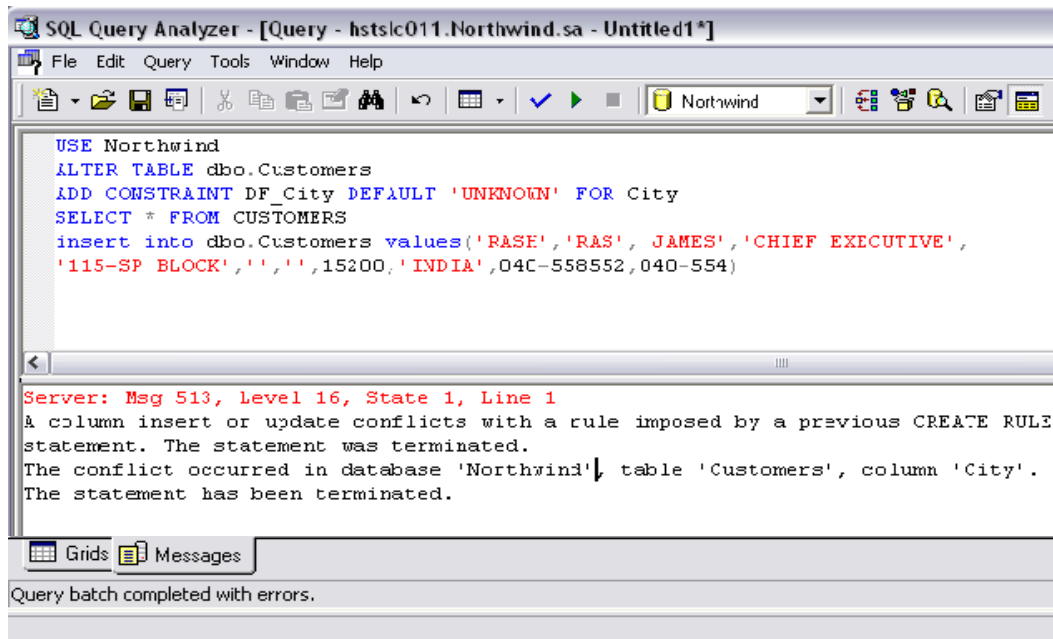 SQL Query Analyzer - [Query - hstslc011.Northwind.sa - Untitled1*]
File Edit Query Tools Window Help
Northwind
USE Northwind
ALTER TABLE dbo.Customers
ADD CONSTRAINT DF_City DEFAULT 'UNKNOWN' FOR City
SELECT * FROM CUSTOMERS
insert into dbo.Customers values('RASH','RAS', JAMES','CHIEF EXECUTIVE',
'115-SP BLOCK','','',15200,'INDIA',040-558552,040-554)
Server: Msg 513, Level 16, State 1, Line 1
A column insert or update conflicts with a rule imposed by a previous CREATE RULE
statement. The statement was terminated.
The conflict occurred in database 'Northwind', table 'Customers', column 'City'.
The statement has been terminated.
Grids Messages
Query batch completed with errors.